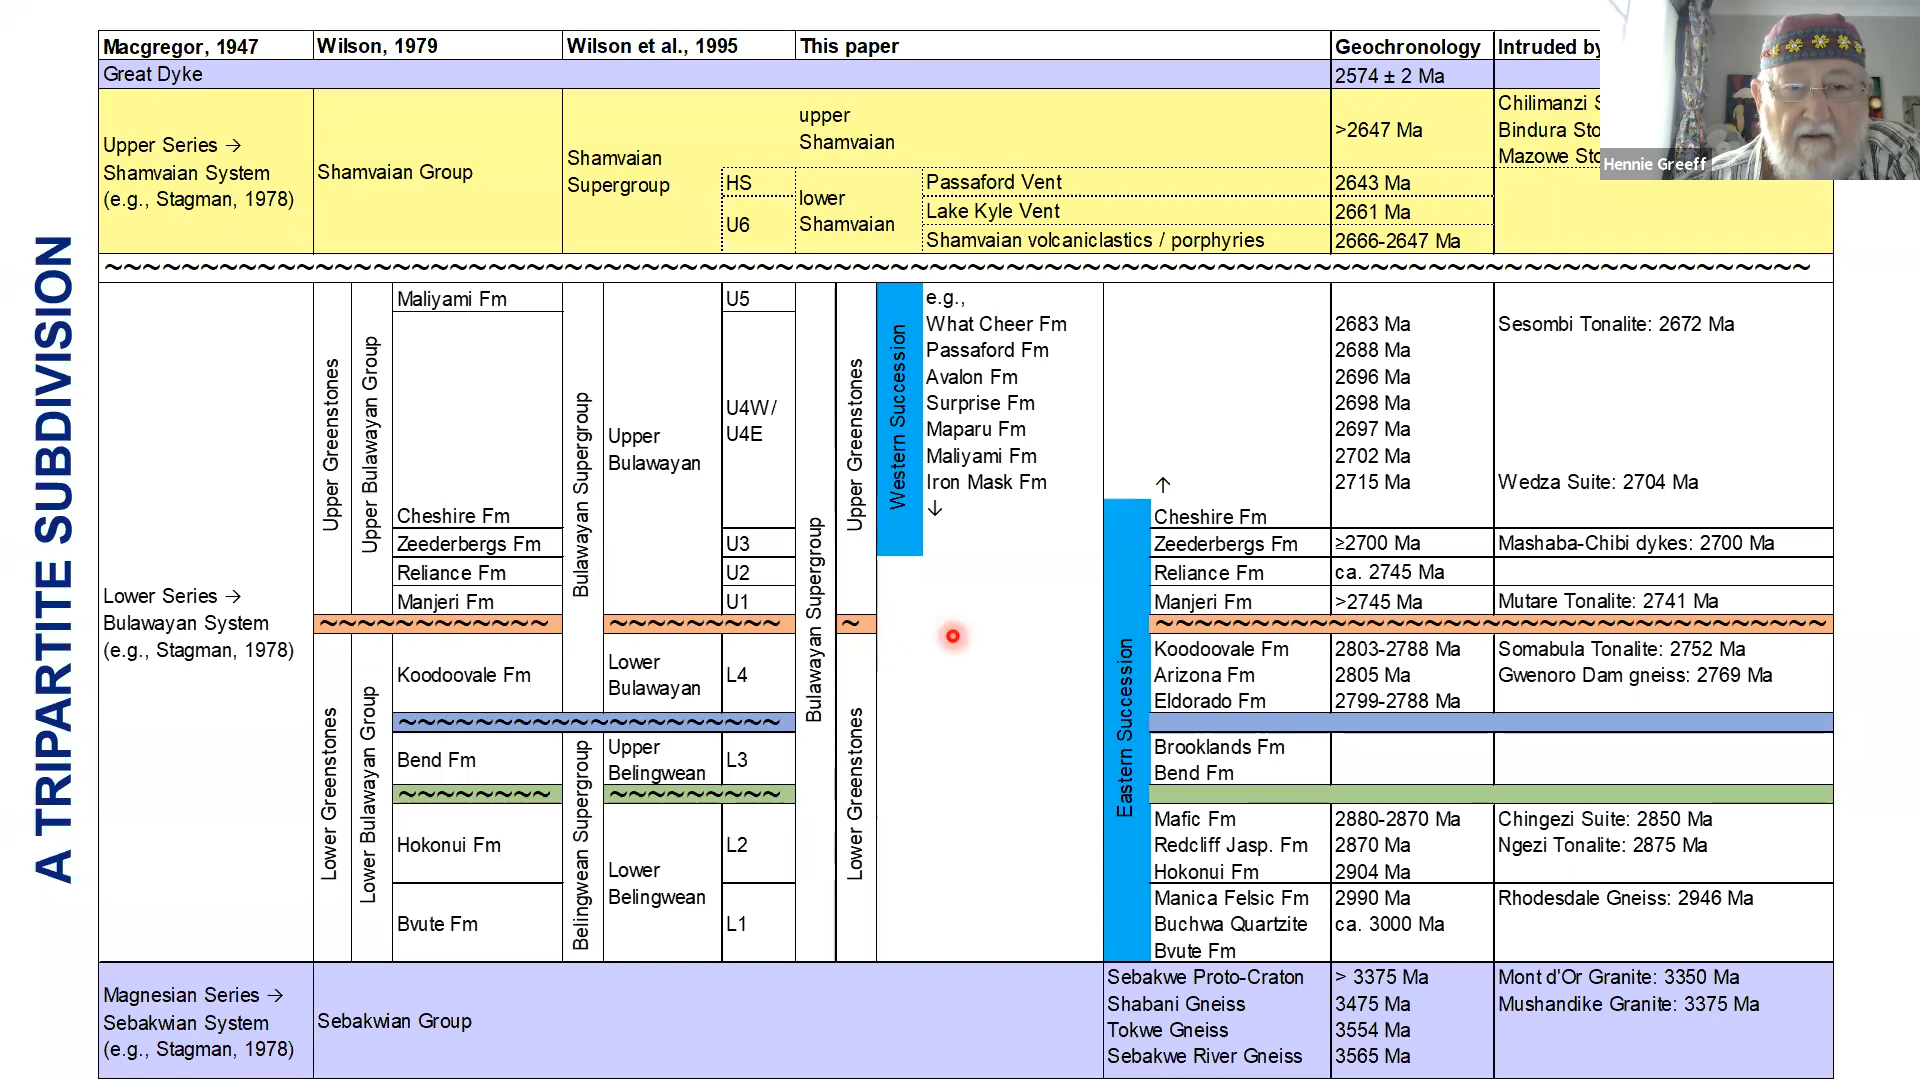 A TRIPARTITE SUBDIVISION
Macgregor, 1947
Wilson, 1979
Wilson et al., 1995
This paper
Geochronology
Intruded by
Great Dyke
2574 ± 2 Ma
Upper Series →
Shamvaian System
(e.g., Stagman, 1978)
Shamvaian Group
Shamvaian
Supergroup
HS
U6
upper
Shamvaian
lower
Shamvaian
Passaford Vent
Lake Kyle Vent
Shamvaian volcaniclastics / porphyries
>2647 Ma
2643 Ma
2661 Ma
2666-2647 Ma
Chilimanzi S
Bindura Sto
Mazowe Sto
Hennie Greeff
~~~~~~~~~~~~~~~~~~~~~~~~~~~~~~~~~~~~~~~~~~~~~~~~~~~~~~~~~~~~~~~~~~~~~~
Lower Series →
Bulawayan System
(e.g., Stagman, 1978)
Upper Greenstones
Upper Bulawayan Group
Maliyami Fm
Cheshire Fm
Zeederbergs Fm
Reliance Fm
Manjeri Fm
Bulawayan Supergroup
Upper
Bulawayan
U5
U4W/
U4E
U3
U2
U1
Bulawayan Supergroup
Upper Greenstones
Western Succession
e.g.,
What Cheer Fm
Passaford Fm
Avalon Fm
Surprise Fm
Maparu Fm
Maliyami Fm
Iron Mask Fm
↓
↑
Cheshire Fm
Zeederbergs Fm
Reliance Fm
Manjeri Fm
2683 Ma
2688 Ma
2696 Ma
2698 Ma
2697 Ma
2702 Ma
2715 Ma
≥2700 Ma
ca. 2745 Ma
>2745 Ma
Sesombi Tonalite: 2672 Ma
Wedza Suite: 2704 Ma
Mashaba-Chibi dykes: 2700 Ma
Mutare Tonalite: 2741 Ma
Lower Greenstones
Lower Bulawayan Group
Koodoovale Fm
Bend Fm
Hokonui Fm
Bvute Fm
Belingwean Supergroup
Lower
Bulawayan
Upper
Belingwean
Lower
Belingwean
L4
L3
L2
L1
Lower Greenstones
Eastern Succession
Koodoovale Fm
Arizona Fm
Eldorado Fm
Brooklands Fm
Bend Fm
Mafic Fm
Redcliff Jasp. Fm
Hokonui Fm
Manica Felsic Fm
Buchwa Quartzite
Bvute Fm
2803-2788 Ma
2805 Ma
2799-2788 Ma
2880-2870 Ma
2870 Ma
2904 Ma
2990 Ma
ca. 3000 Ma
Somabula Tonalite: 2752 Ma
Gwenoro Dam gneiss: 2769 Ma
Chingezi Suite: 2850 Ma
Ngezi Tonalite: 2875 Ma
Rhodesdale Gneiss: 2946 Ma
Magnesian Series →
Sebakwian System
(e.g., Stagman, 1978)
Sebakwian Group
Sebakwe Proto-Craton
Shabani Gneiss
Tokwe Gneiss
Sebakwe River Gneiss
> 3375 Ma
3475 Ma
3554 Ma
3565 Ma
Mont d'Or Granite: 3350 Ma
Mushandike Granite: 3375 Ma